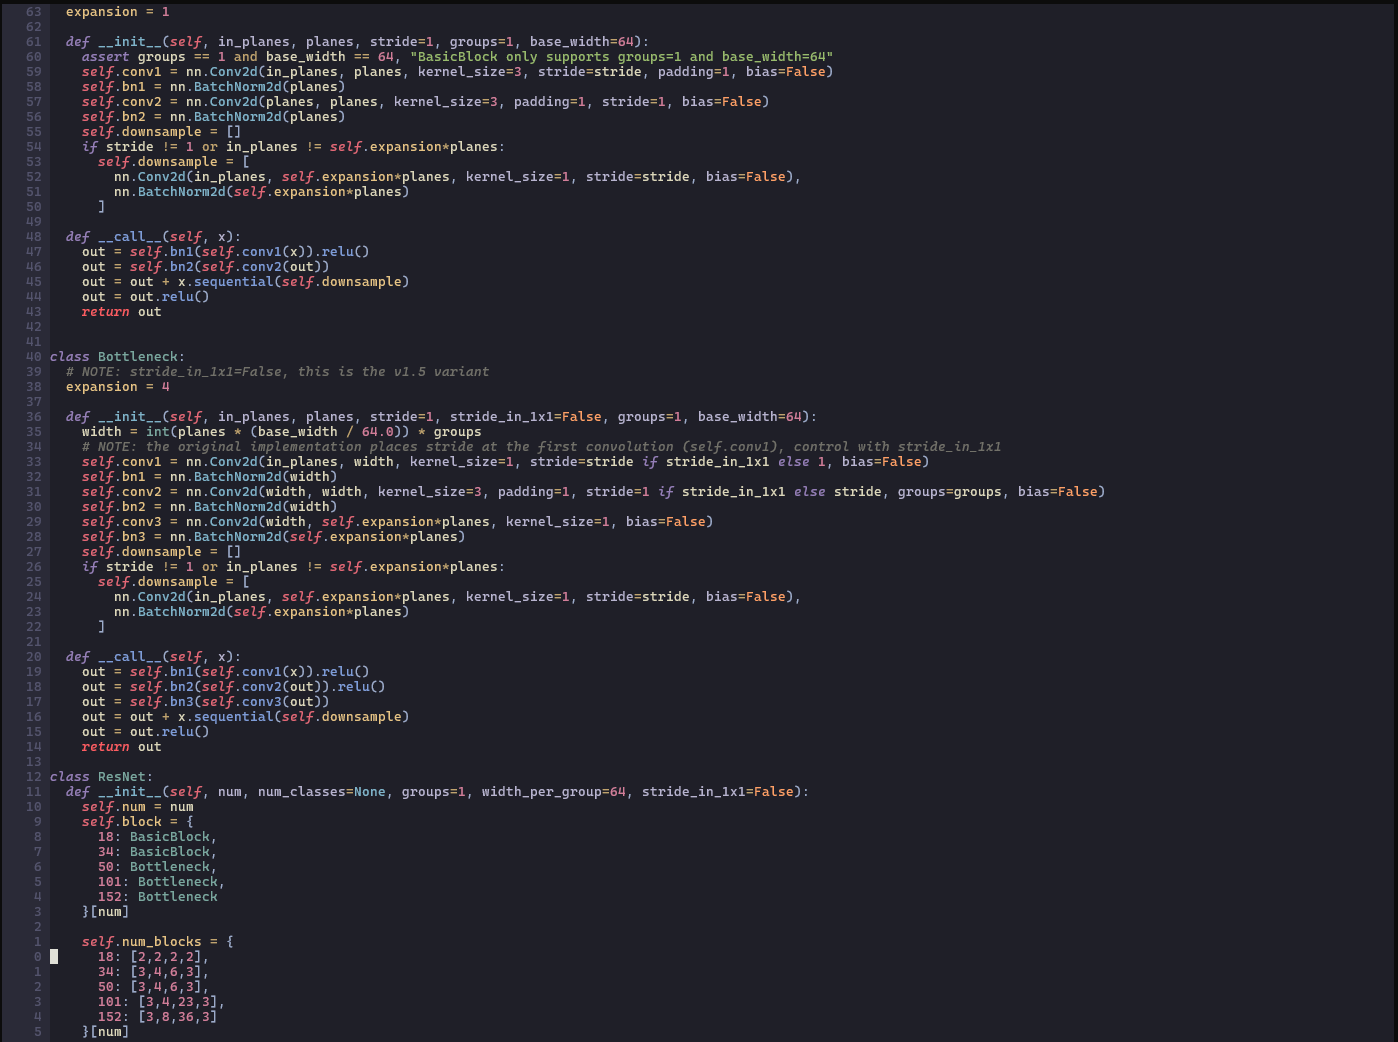 63   expansion = 1
62
61   def __init__(self, in_planes, planes, stride=1, groups=1, base_width=64):
60     assert groups == 1 and base_width == 64, "BasicBlock only supports groups=1 and base_width=64"
59     self.conv1 = nn.Conv2d(in_planes, planes, kernel_size=3, stride=stride, padding=1, bias=False)
58     self.bn1 = nn.BatchNorm2d(planes)
57     self.conv2 = nn.Conv2d(planes, planes, kernel_size=3, padding=1, stride=1, bias=False)
56     self.bn2 = nn.BatchNorm2d(planes)
55     self.downsample = []
54     if stride != 1 or in_planes != self.expansion*planes:
53       self.downsample = [
52         nn.Conv2d(in_planes, self.expansion*planes, kernel_size=1, stride=stride, bias=False),
51         nn.BatchNorm2d(self.expansion*planes)
50       ]
49
48   def __call__(self, x):
47     out = self.bn1(self.conv1(x)).relu()
46     out = self.bn2(self.conv2(out))
45     out = out + x.sequential(self.downsample)
44     out = out.relu()
43     return out
42
41
40 class Bottleneck:
39   # NOTE: stride_in_1x1=False, this is the v1.5 variant
38   expansion = 4
37
36   def __init__(self, in_planes, planes, stride=1, stride_in_1x1=False, groups=1, base_width=64):
35     width = int(planes * (base_width / 64.0)) * groups
34     # NOTE: the original implementation places stride at the first convolution (self.conv1), control with stride_in_1x1
33     self.conv1 = nn.Conv2d(in_planes, width, kernel_size=1, stride=stride if stride_in_1x1 else 1, bias=False)
32     self.bn1 = nn.BatchNorm2d(width)
31     self.conv2 = nn.Conv2d(width, width, kernel_size=3, padding=1, stride=1 if stride_in_1x1 else stride, groups=groups, bias=False)
30     self.bn2 = nn.BatchNorm2d(width)
29     self.conv3 = nn.Conv2d(width, self.expansion*planes, kernel_size=1, bias=False)
28     self.bn3 = nn.BatchNorm2d(self.expansion*planes)
27     self.downsample = []
26     if stride != 1 or in_planes != self.expansion*planes:
25       self.downsample = [
24         nn.Conv2d(in_planes, self.expansion*planes, kernel_size=1, stride=stride, bias=False),
23         nn.BatchNorm2d(self.expansion*planes)
22       ]
21
20   def __call__(self, x):
19     out = self.bn1(self.conv1(x)).relu()
18     out = self.bn2(self.conv2(out)).relu()
17     out = self.bn3(self.conv3(out))
16     out = out + x.sequential(self.downsample)
15     out = out.relu()
14     return out
13
12 class ResNet:
11   def __init__(self, num, num_classes=None, groups=1, width_per_group=64, stride_in_1x1=False):
10     self.num = num
9     self.block = {
8       18: BasicBlock,
7       34: BasicBlock,
6       50: Bottleneck,
5       101: Bottleneck,
4       152: Bottleneck
3     }[num]
2
1     self.num_blocks = {
0       18: [2,2,2,2],
1       34: [3,4,6,3],
2       50: [3,4,6,3],
3       101: [3,4,23,3],
4       152: [3,8,36,3]
5     }[num]